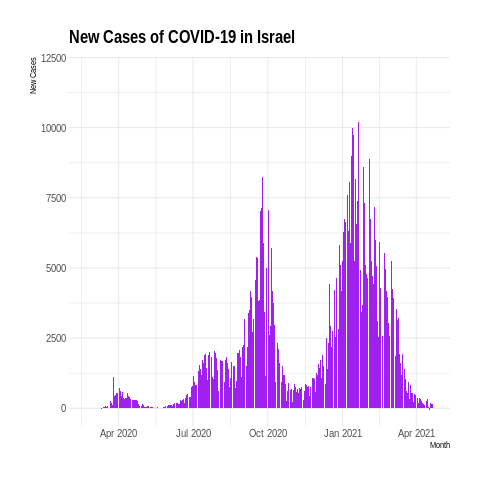 New Cases of COVID-19 in Israel
New Cases
12500
10000
7500
5000
2500
0
Apr 2020 Jul 2020 Oct 2020 Jan 2021 Apr 2021
Month